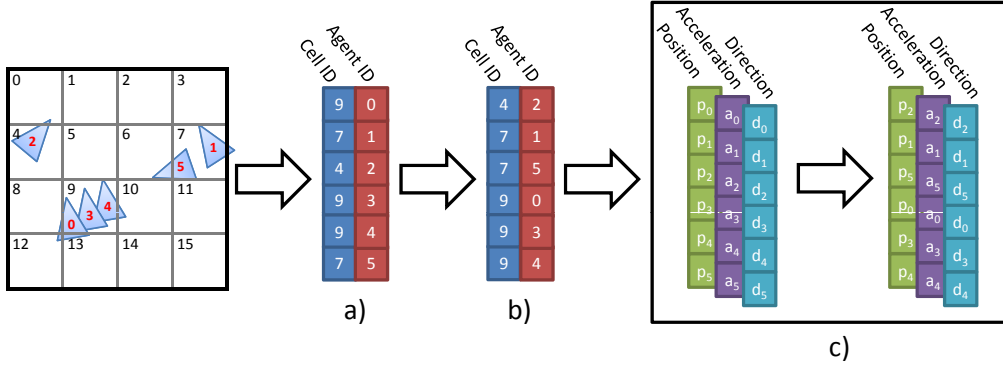 0 1 2 3
4 5 6 7
2 1
5
8 9 10 11
0 3 4
12 13 14 15
Cell ID Agent ID
9 0
7 1
4 2
9 3
9 4
7 5
a)
Cell ID Agent ID
4 2
7 1
7 5
9 0
9 3
9 4
b)
Position Acceleration Direction
p₀ a₀ d₀
p₁ a₁ d₁
p₂ a₂ d₂
p₃ a₃ d₃
p₄ a₄ d₄
p₅ a₅ d₅
Position Acceleration Direction
p₂ a₂ d₂
p₁ a₁ d₁
p₅ a₅ d₅
p₀ a₀ d₀
p₃ a₃ d₃
p₄ a₄ d₄
c)